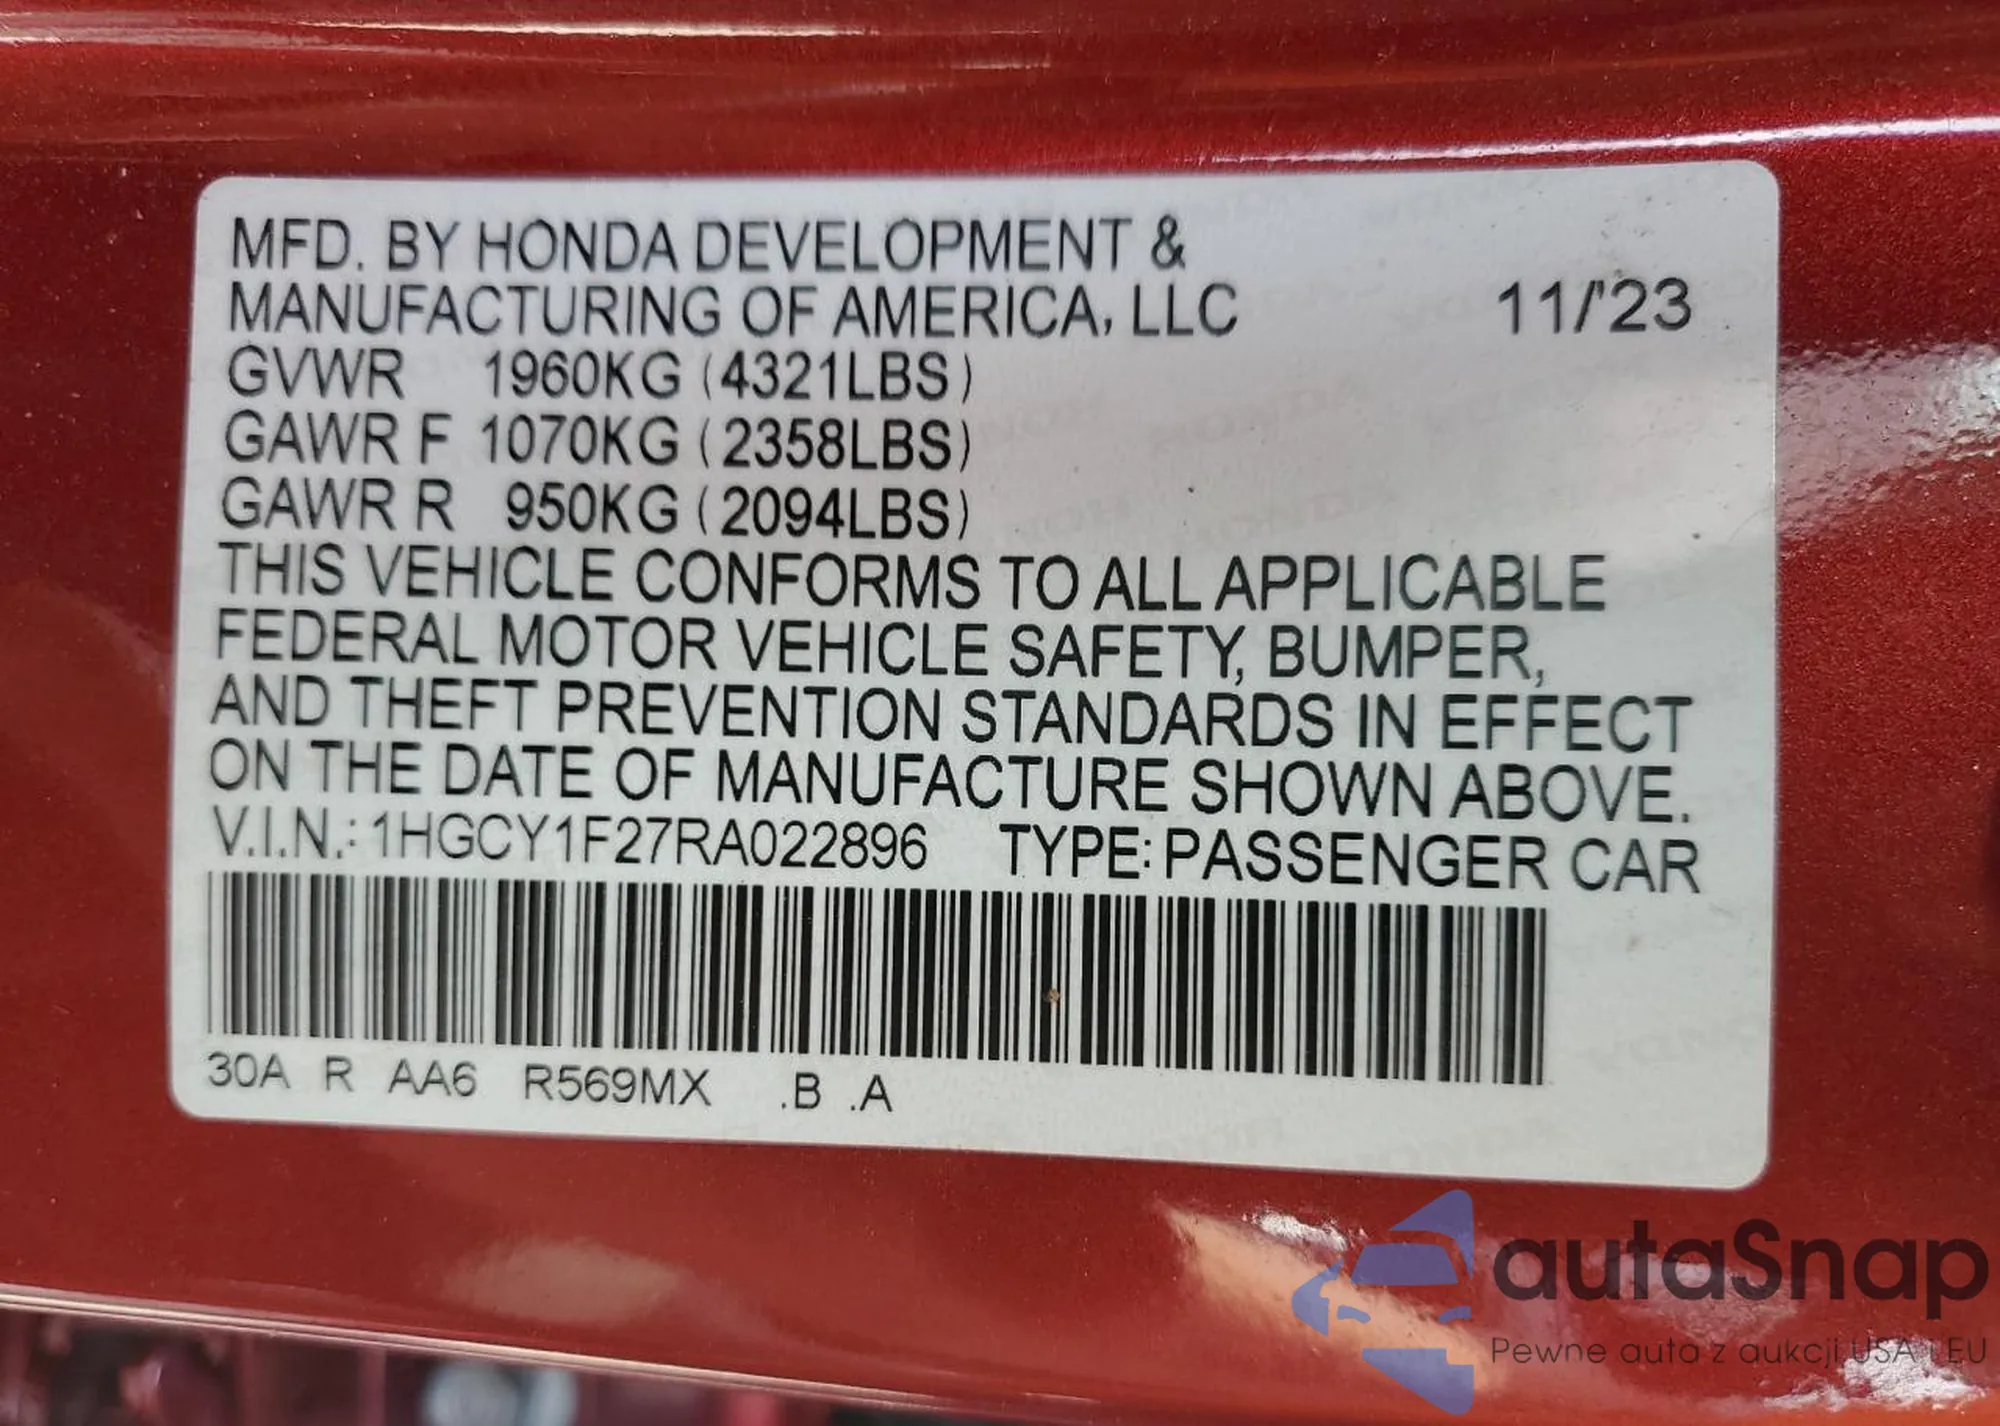 MFD. BY HONDA DEVELOPMENT &
MANUFACTURING OF AMERICA, LLC 11/'23
GVWR 1960KG (4321LBS)
GAWR F 1070KG (2358LBS)
GAWR R 950KG (2094LBS)
THIS VEHICLE CONFORMS TO ALL APPLICABLE
FEDERAL MOTOR VEHICLE SAFETY, BUMPER,
AND THEFT PREVENTION STANDARDS IN EFFECT
ON THE DATE OF MANUFACTURE SHOWN ABOVE.
V.I.N.: 1HGCY1F27RA022896 TYPE: PASSENGER CAR
30A R AA6 R569MX .B .A
autaSnap
Pewne auta z aukcji USA i EU